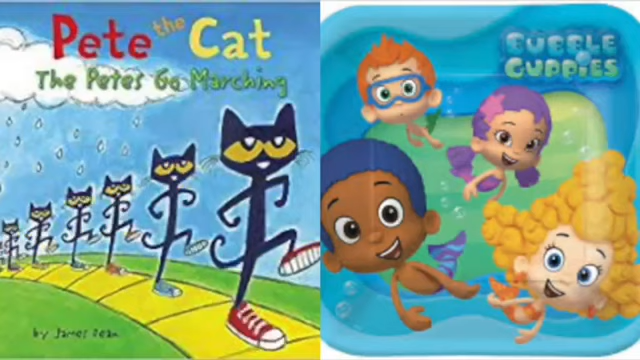 Pete the Cat
The Petes Go Marching
by James Dean
BUBBLE
GUPPIES